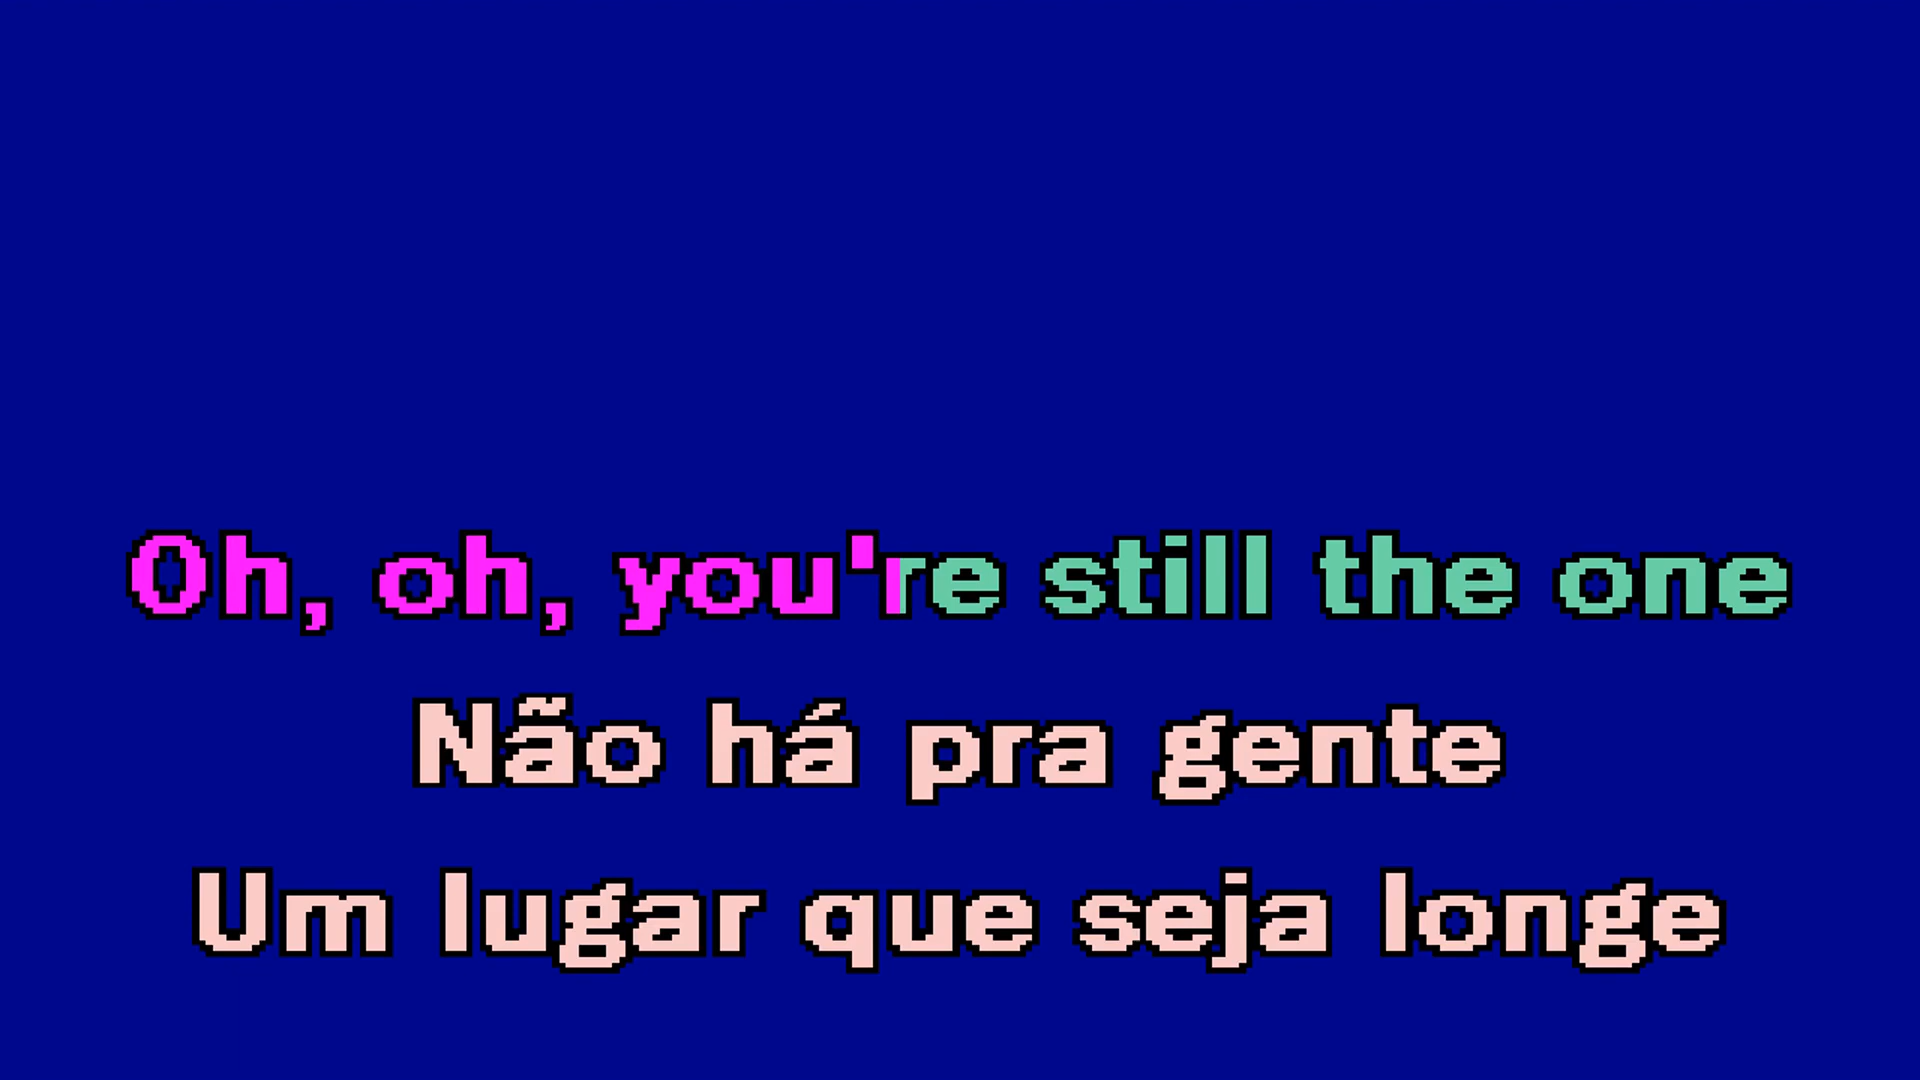 Oh, oh, you're still the one
Não há pra gente
Um lugar que seja longe